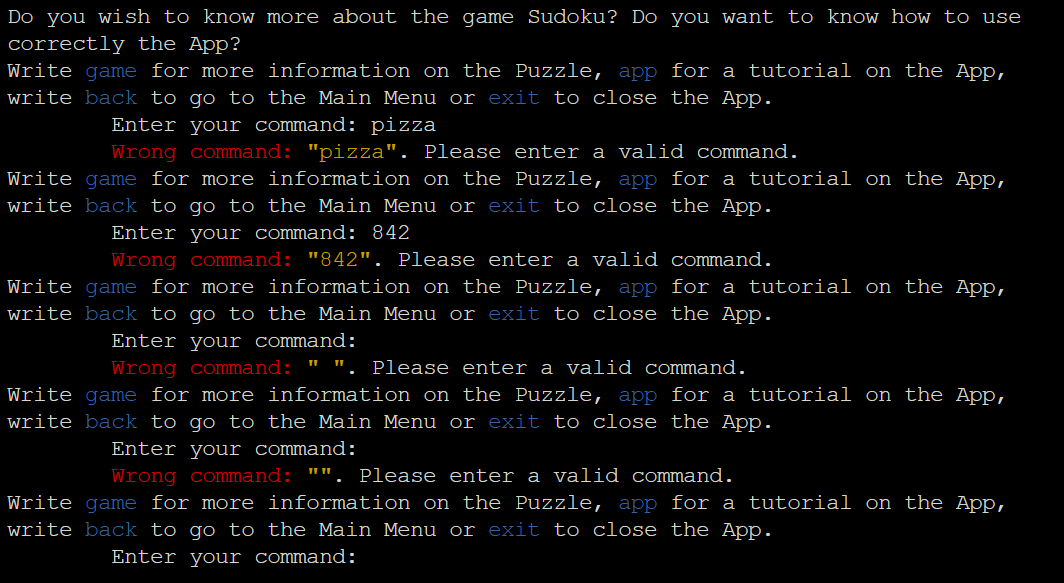 Do you wish to know more about the game Sudoku? Do you want to know how to use
correctly the App?
Write game for more information on the Puzzle, app for a tutorial on the App,
write back to go to the Main Menu or exit to close the App.
Enter your command: pizza
Wrong command: "pizza". Please enter a valid command.
Write game for more information on the Puzzle, app for a tutorial on the App,
write back to go to the Main Menu or exit to close the App.
Enter your command: 842
Wrong command: "842". Please enter a valid command.
Write game for more information on the Puzzle, app for a tutorial on the App,
write back to go to the Main Menu or exit to close the App.
Enter your command:
Wrong command: " ". Please enter a valid command.
Write game for more information on the Puzzle, app for a tutorial on the App,
write back to go to the Main Menu or exit to close the App.
Enter your command:
Wrong command: "". Please enter a valid command.
Write game for more information on the Puzzle, app for a tutorial on the App,
write back to go to the Main Menu or exit to close the App.
Enter your command: